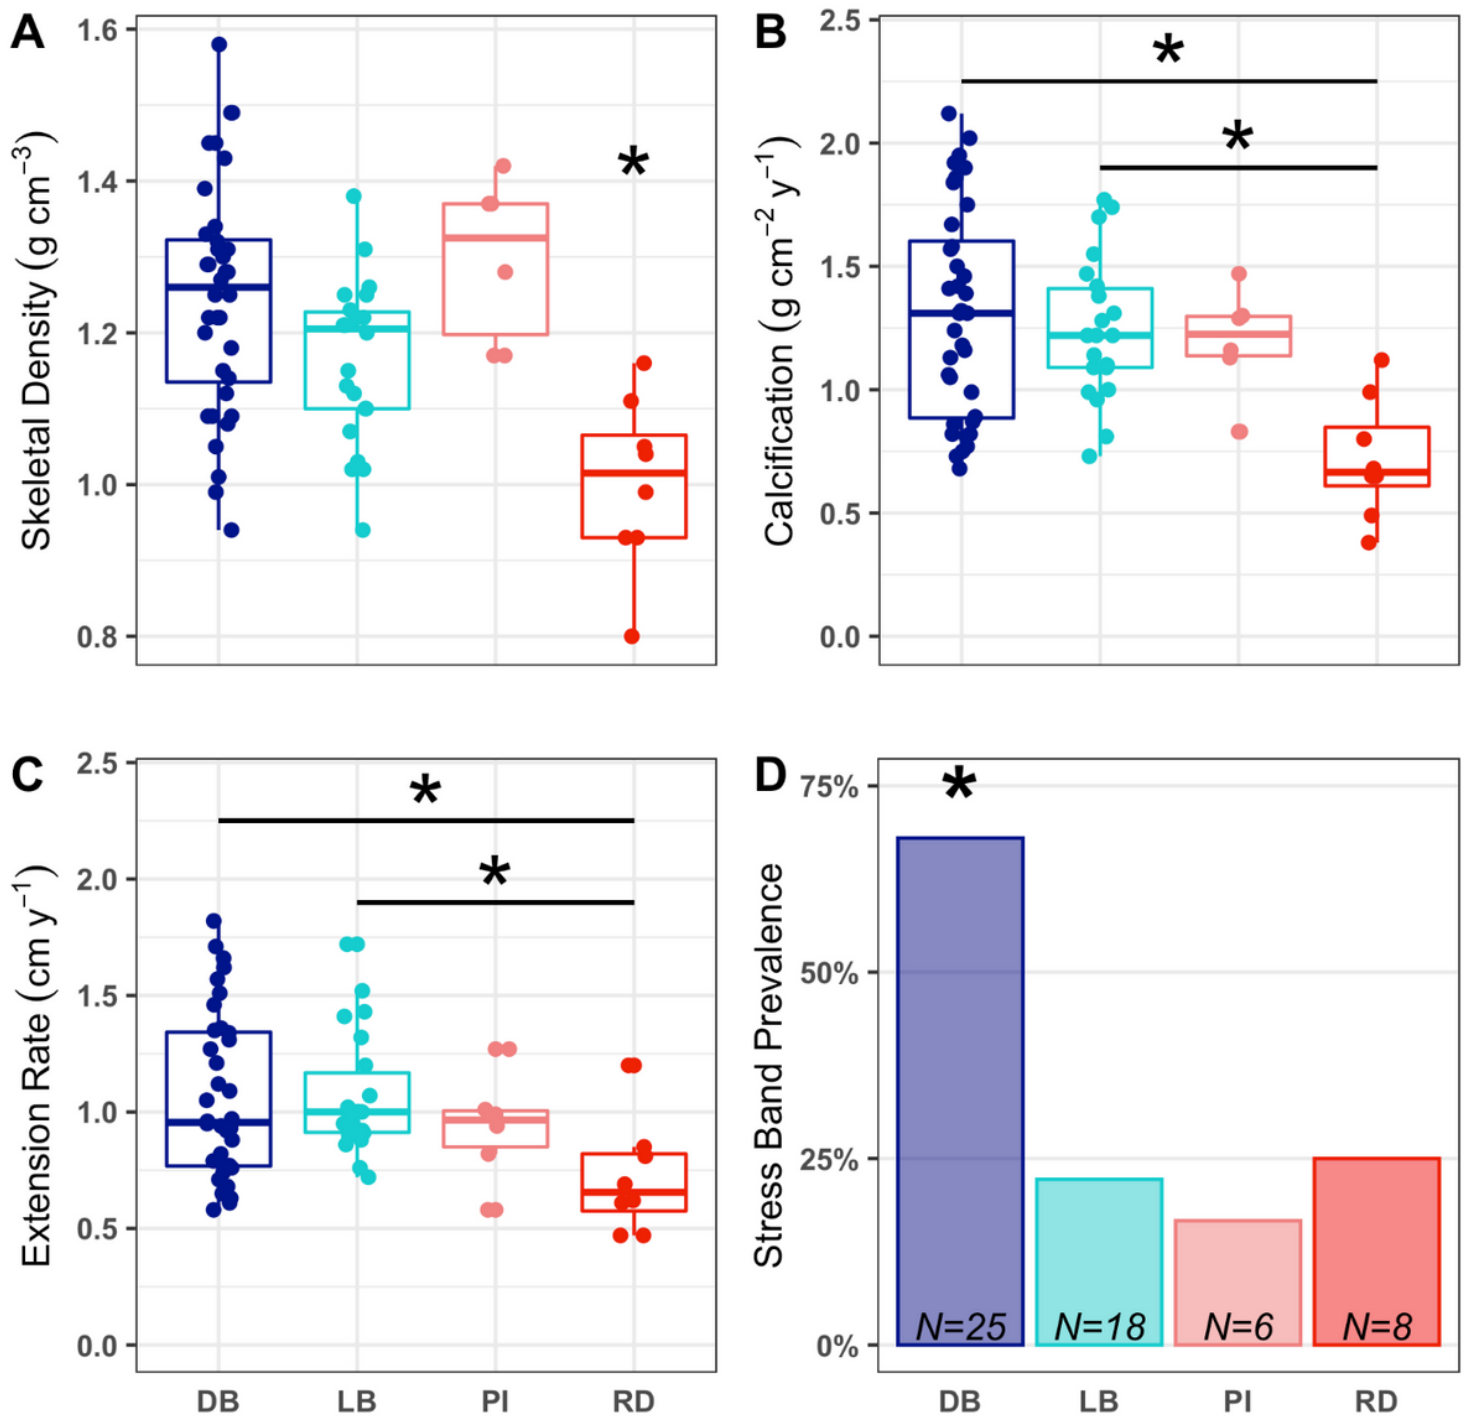 A
Skeletal Density (g cm⁻³)
1.6
1.4
1.2
1.0
0.8
*
B
Calcification (g cm⁻² y⁻¹)
2.5
2.0
1.5
1.0
0.5
0.0
*
*
C
Extension Rate (cm y⁻¹)
2.5
2.0
1.5
1.0
0.5
0.0
*
*
DB LB PI RD
D
Stress Band Prevalence
75%
50%
25%
0%
*
N=25 N=18 N=6 N=8
DB LB PI RD